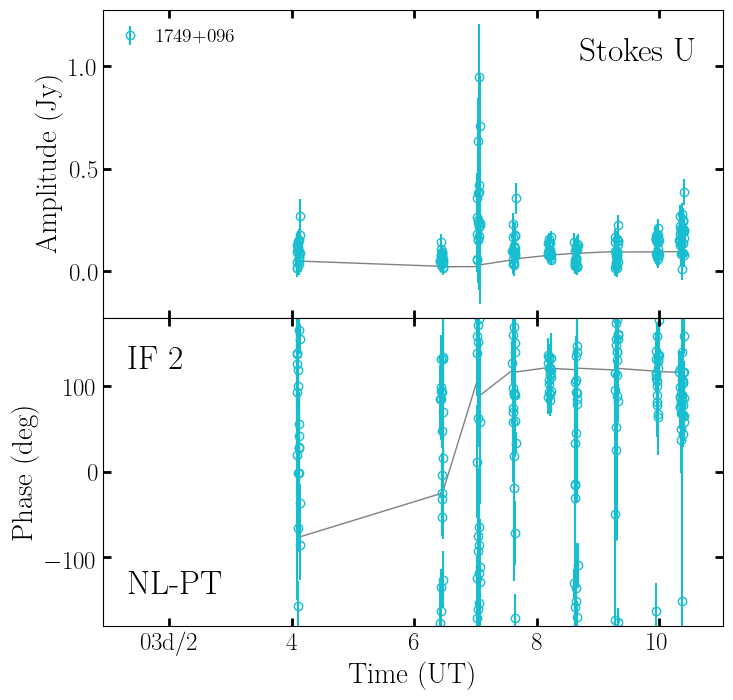 1749+096
Stokes U
Amplitude (Jy)
1.0
0.5
0.0
IF 2
NL-PT
Phase (deg)
100
0
−100
03d/2
4
6
8
10
Time (UT)